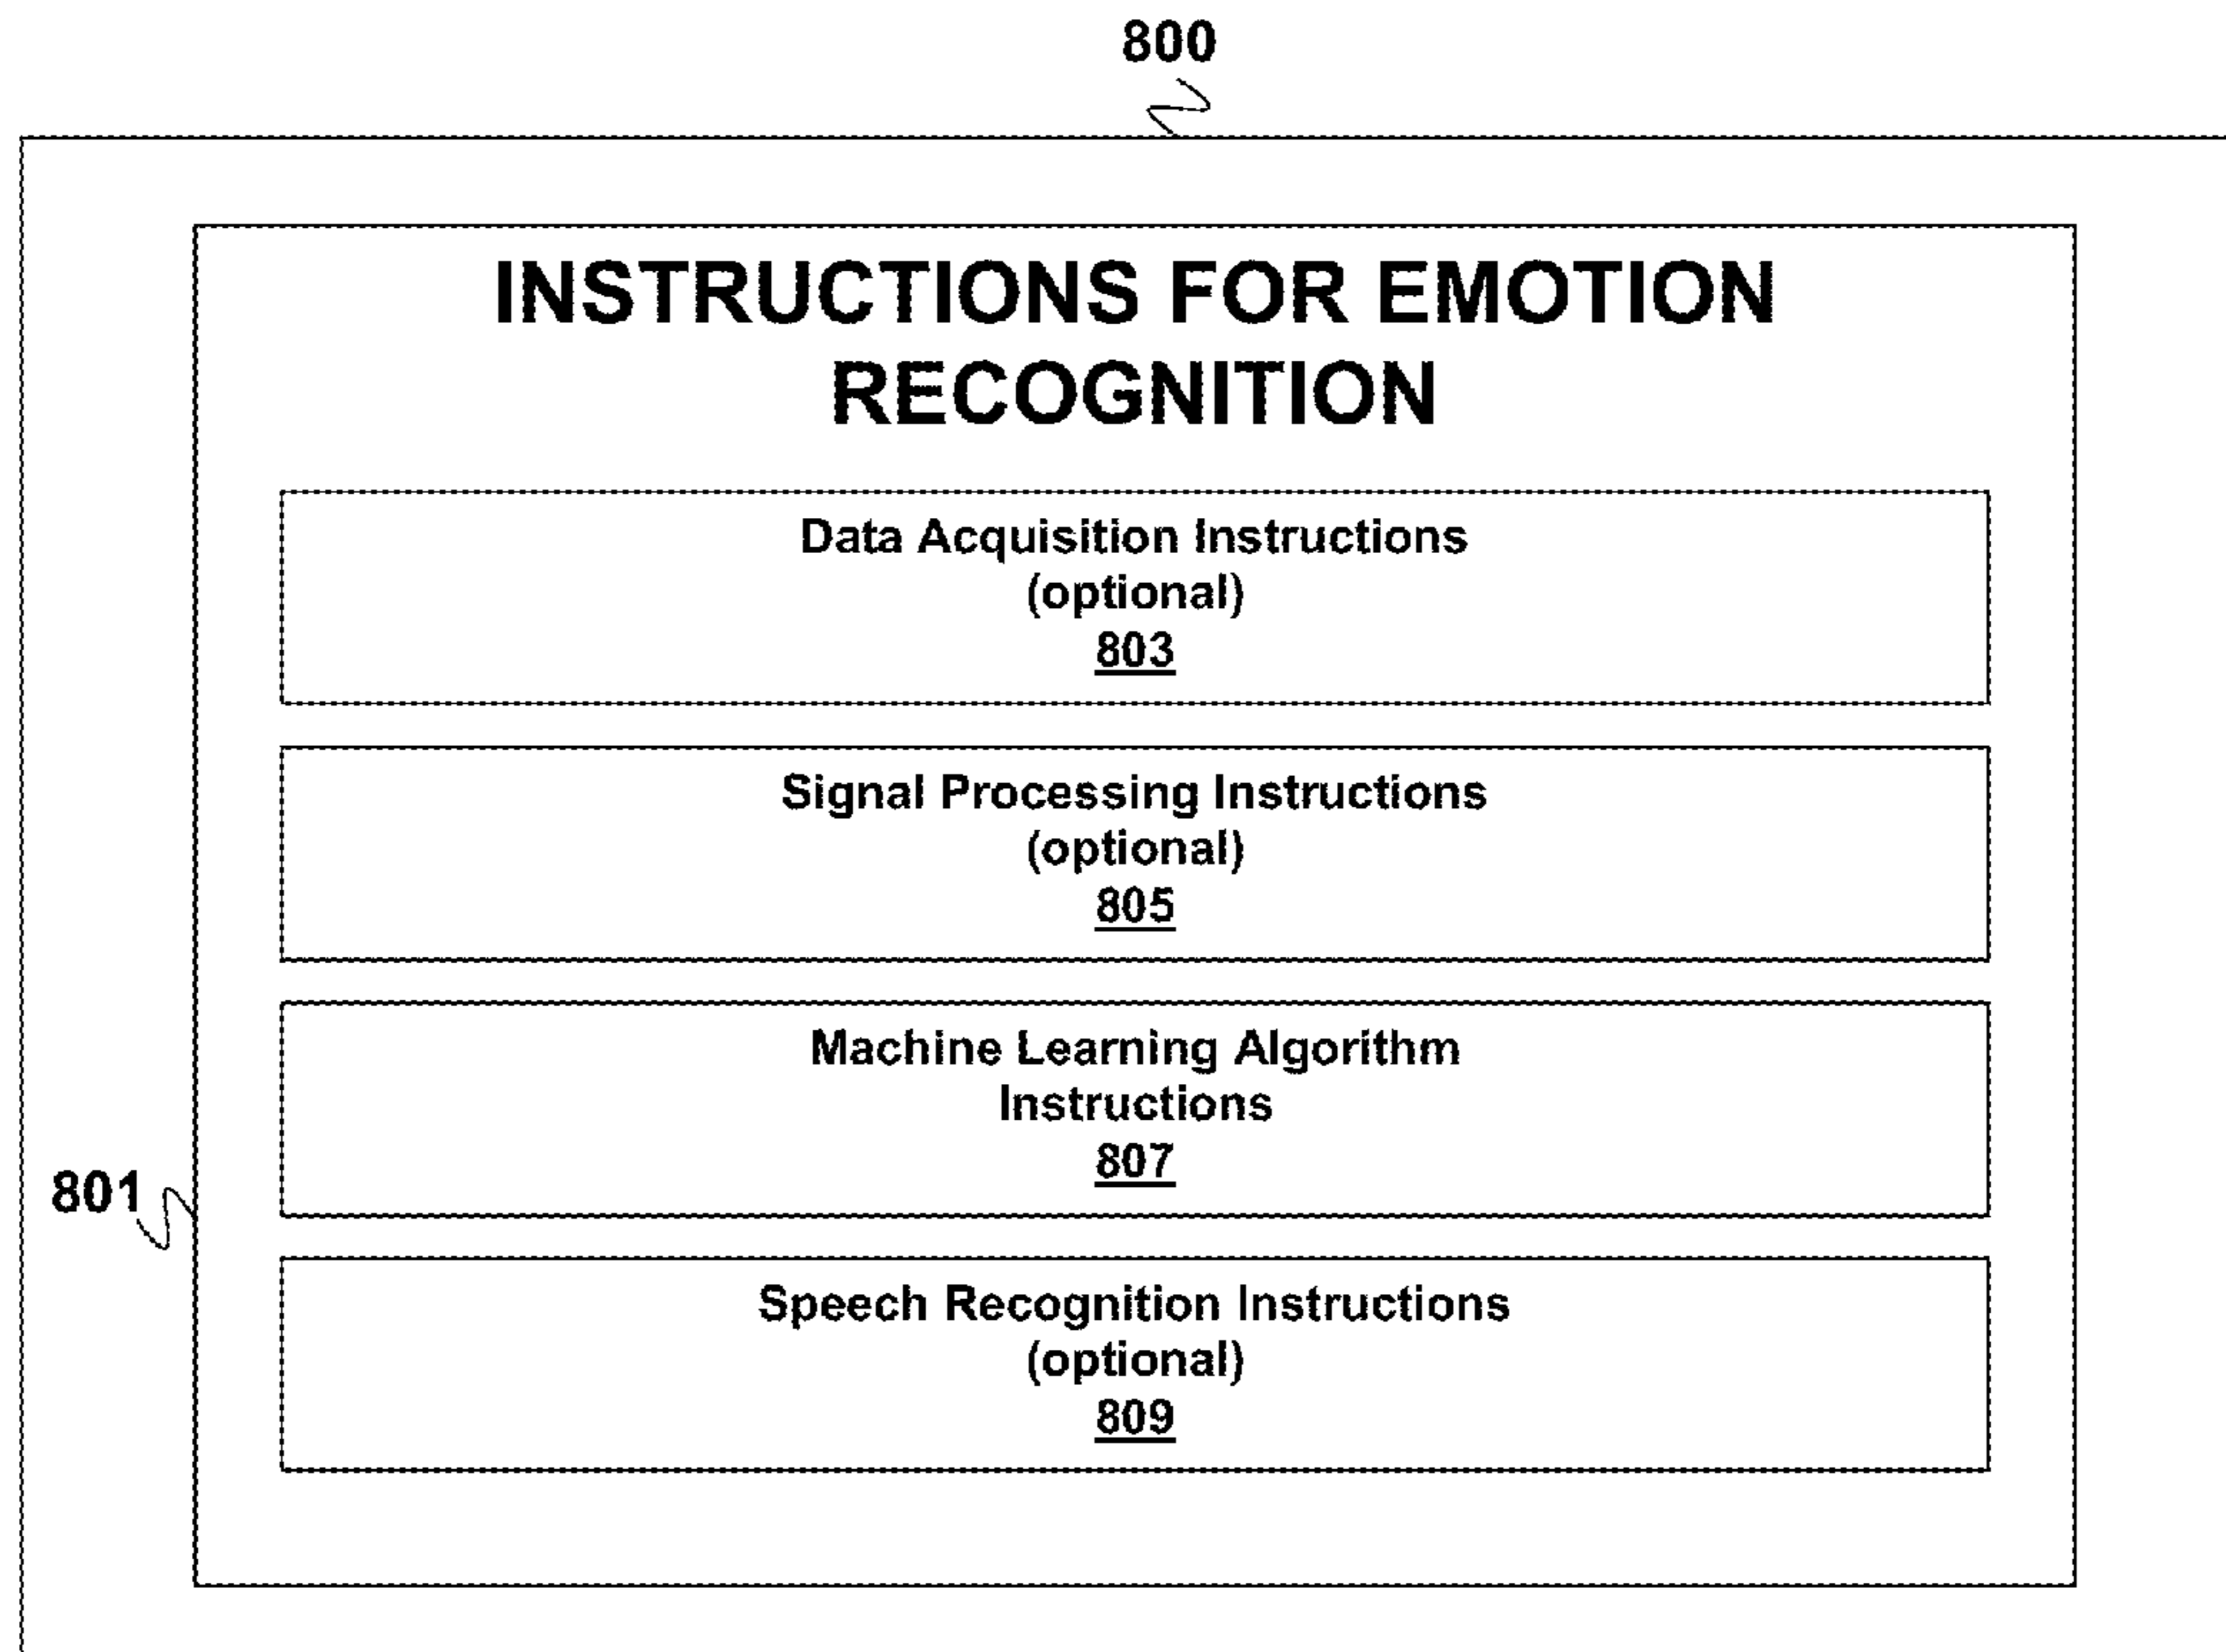 800
INSTRUCTIONS FOR EMOTION
RECOGNITION
Data Acquisition Instructions
(optional)
803
Signal Processing Instructions
(optional)
805
Machine Learning Algorithm
Instructions
807
801
Speech Recognition Instructions
(optional)
809